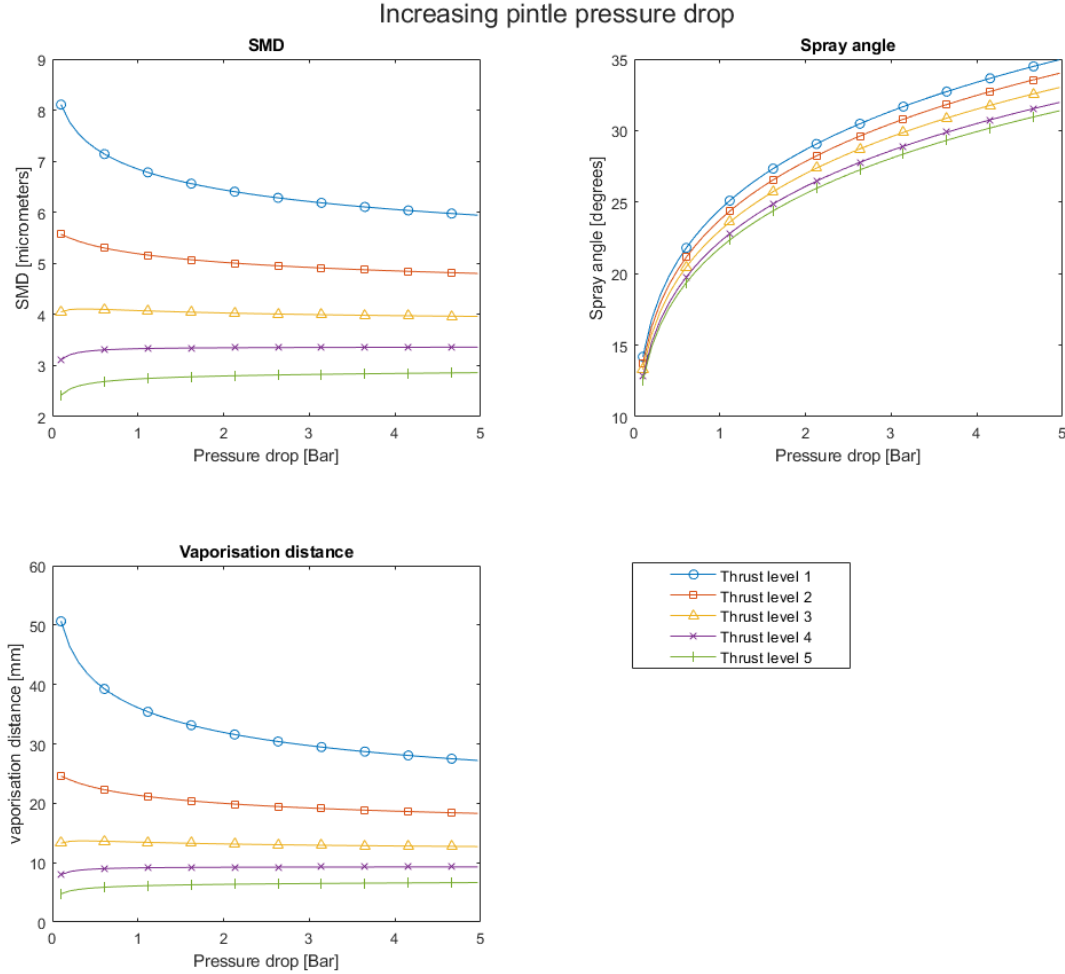 Increasing pintle pressure drop
SMD
9
8
7
6
5
4
3
2
SMD [micrometers]
0 1 2 3 4 5
Pressure drop [Bar]
Spray angle
35
30
25
20
15
10
Spray angle [degrees]
0 1 2 3 4 5
Pressure drop [Bar]
Vaporisation distance
60
50
40
30
20
10
0
vaporisation distance [mm]
0 1 2 3 4 5
Pressure drop [Bar]
Thrust level 1
Thrust level 2
Thrust level 3
Thrust level 4
Thrust level 5